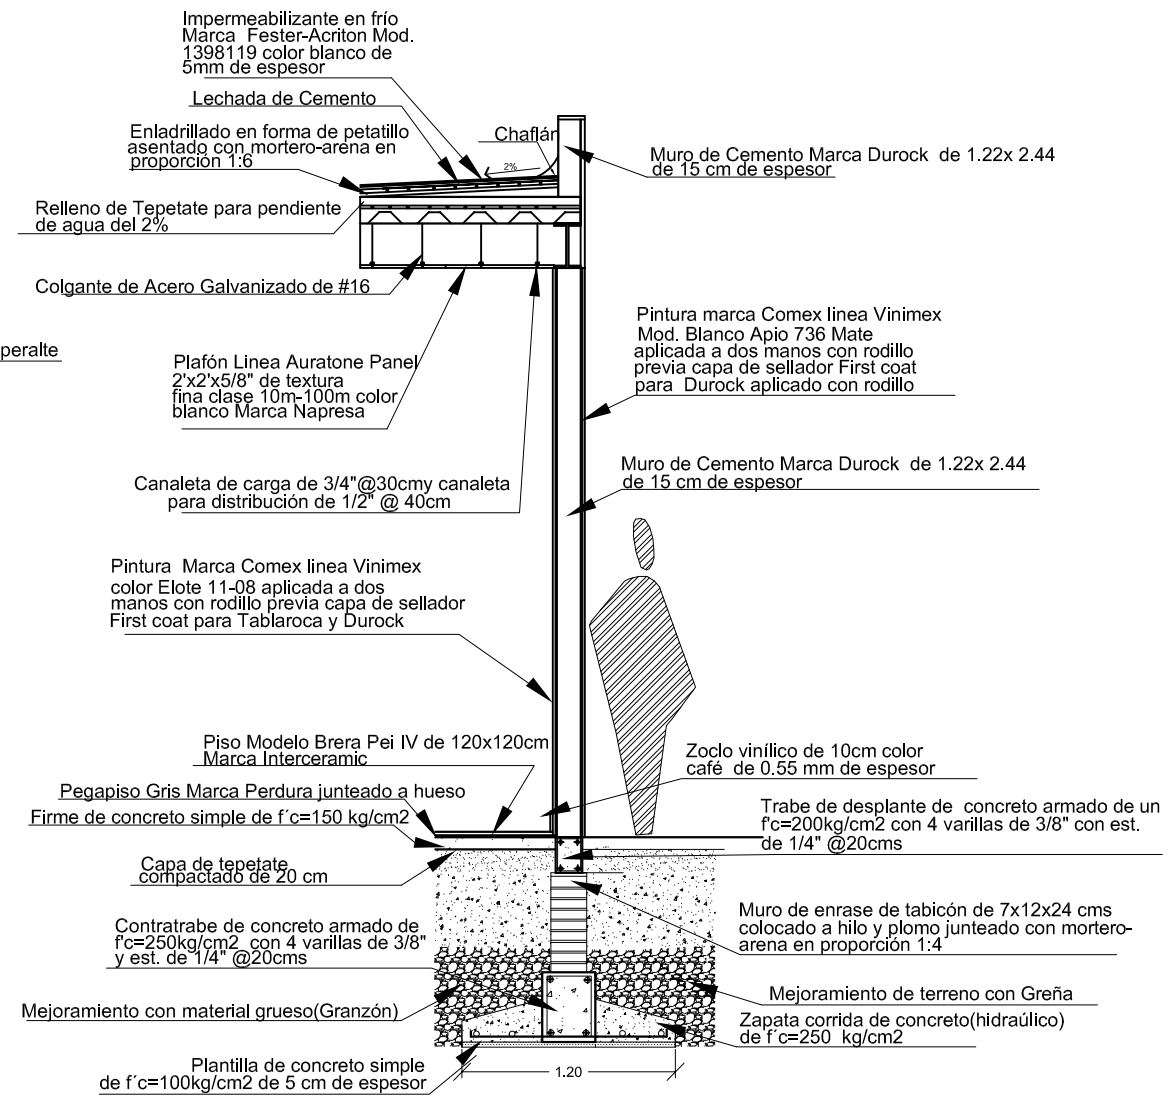 Impermeabilizante en frío
Marca Fester-Acriton Mod.
1398119 color blanco de
5mm de espesor
Lechada de Cemento
Enladrillado en forma de petatillo
asentado con mortero-arena en
proporción 1:6
Chaflán
2%
Muro de Cemento Marca Durock de 1.22x 2.44
de 15 cm de espesor
Relleno de Tepetate para pendiente
de agua del 2%
Colgante de Acero Galvanizado de #16
peralte
Pintura marca Comex linea Vinimex
Mod. Blanco Apio 736 Mate
aplicada a dos manos con rodillo
previa capa de sellador First coat
para Durock aplicado con rodillo
Plafón Linea Auratone Panel
2'x2'x5/8" de textura
fina clase 10m-100m color
blanco Marca Napresa
Canaleta de carga de 3/4"@30cmy canaleta
para distribución de 1/2" @ 40cm
Muro de Cemento Marca Durock de 1.22x 2.44
de 15 cm de espesor
Pintura Marca Comex linea Vinimex
color Elote 11-08 aplicada a dos
manos con rodillo previa capa de sellador
First coat para Tablaroca y Durock
Piso Modelo Brera Pei IV de 120x120cm
Marca Interceramic
Zoclo vinílico de 10cm color
café de 0.55 mm de espesor
Pegapiso Gris Marca Perdura junteado a hueso
Firme de concreto simple de f´c=150 kg/cm2
Trabe de desplante de concreto armado de un
f'c=200kg/cm2 con 4 varillas de 3/8" con est.
de 1/4" @20cms
Capa de tepetate
compactado de 20 cm
Contratrabe de concreto armado de
f'c=250kg/cm2 con 4 varillas de 3/8"
y est. de 1/4" @20cms
Muro de enrase de tabicón de 7x12x24 cms
colocado a hilo y plomo junteado con mortero-
arena en proporción 1:4
Mejoramiento con material grueso(Granzón)
Mejoramiento de terreno con Greña
Zapata corrida de concreto(hidraúlico)
de f´c=250 kg/cm2
Plantilla de concreto simple
de f´c=100kg/cm2 de 5 cm de espesor
1.20